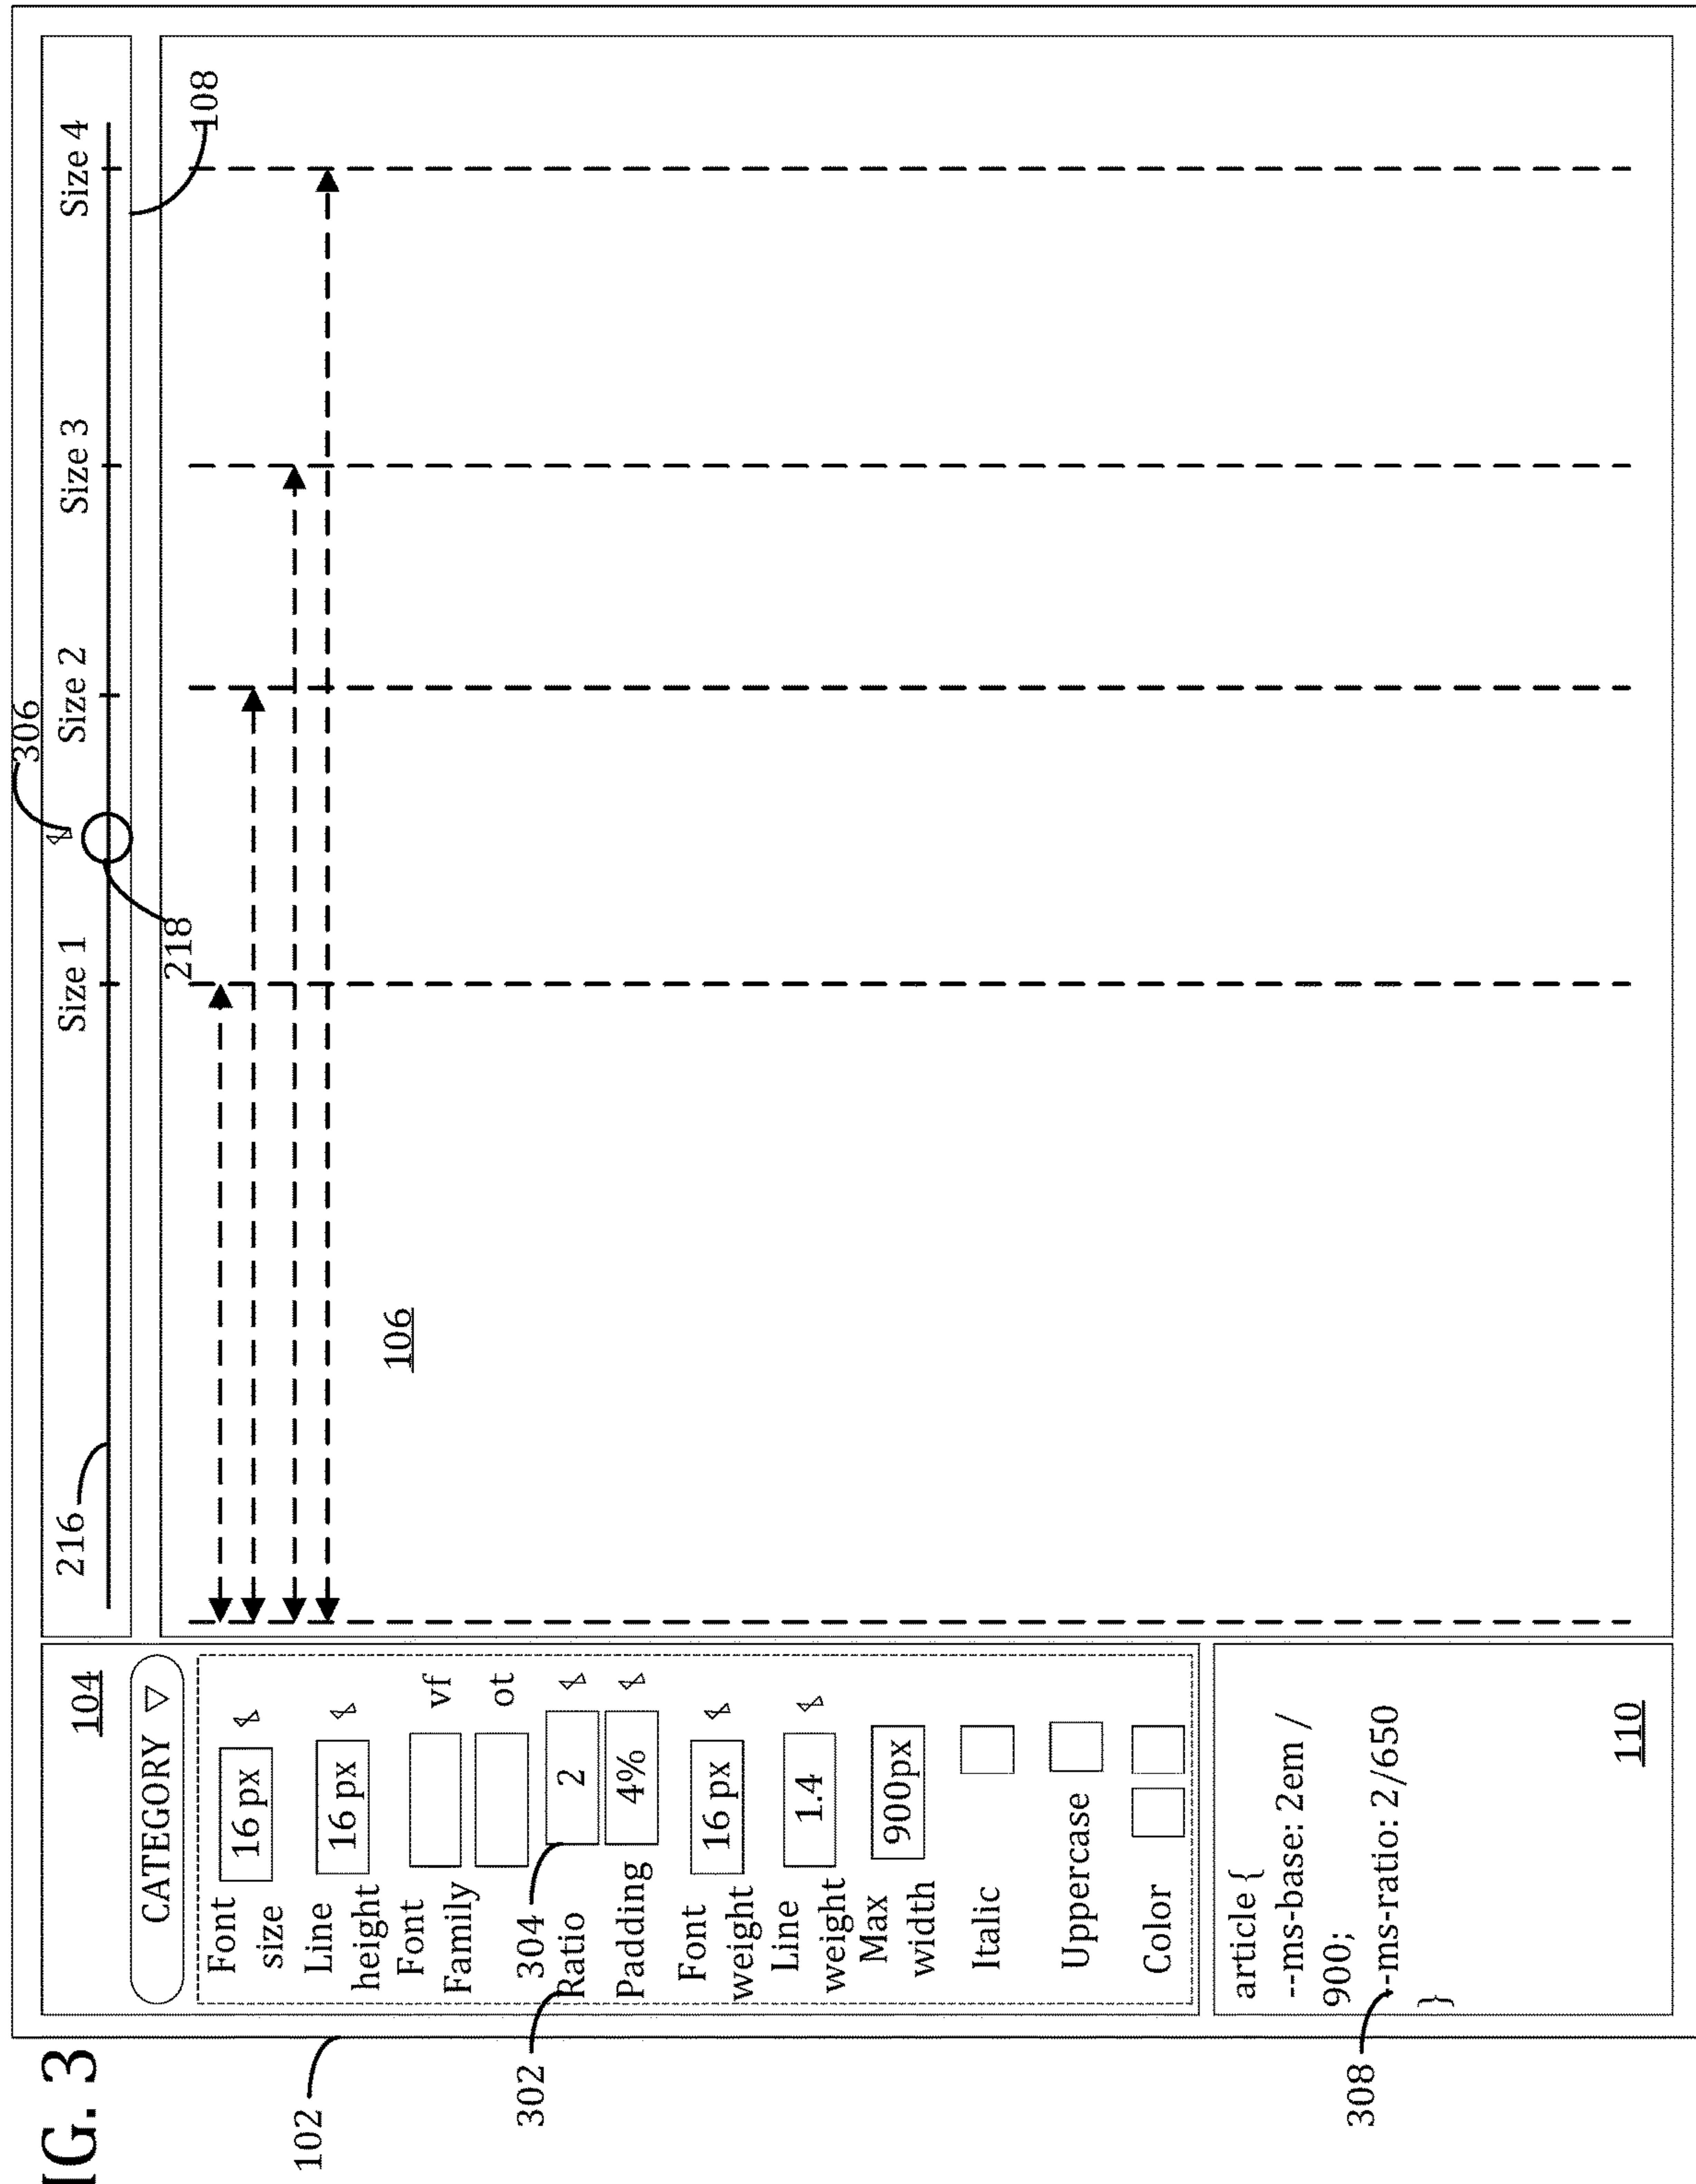 IG. 3
102
302
308
104
CATEGORY ▽
Font
size
16 px
Line
height
16 px
Font
Family
vf
ot
304
Ratio
2
Padding
4%
Font
weight
16 px
Line
weight
1.4
Max
width
900px
Italic
Uppercase
Color
article {
--ms-base: 2em /
900;
--ms-ratio: 2/650
}
110
216
Size 1
218
306
Size 2
Size 3
Size 4
108
106